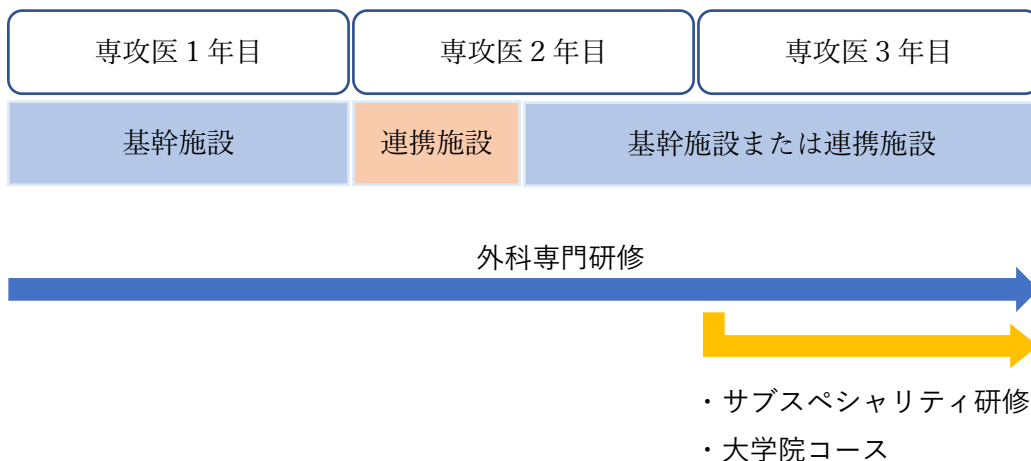 専攻医１年目
専攻医２年目
専攻医３年目
基幹施設
連携施設
基幹施設または連携施設
外科専門研修
・サブスペシャリティ研修
・大学院コース